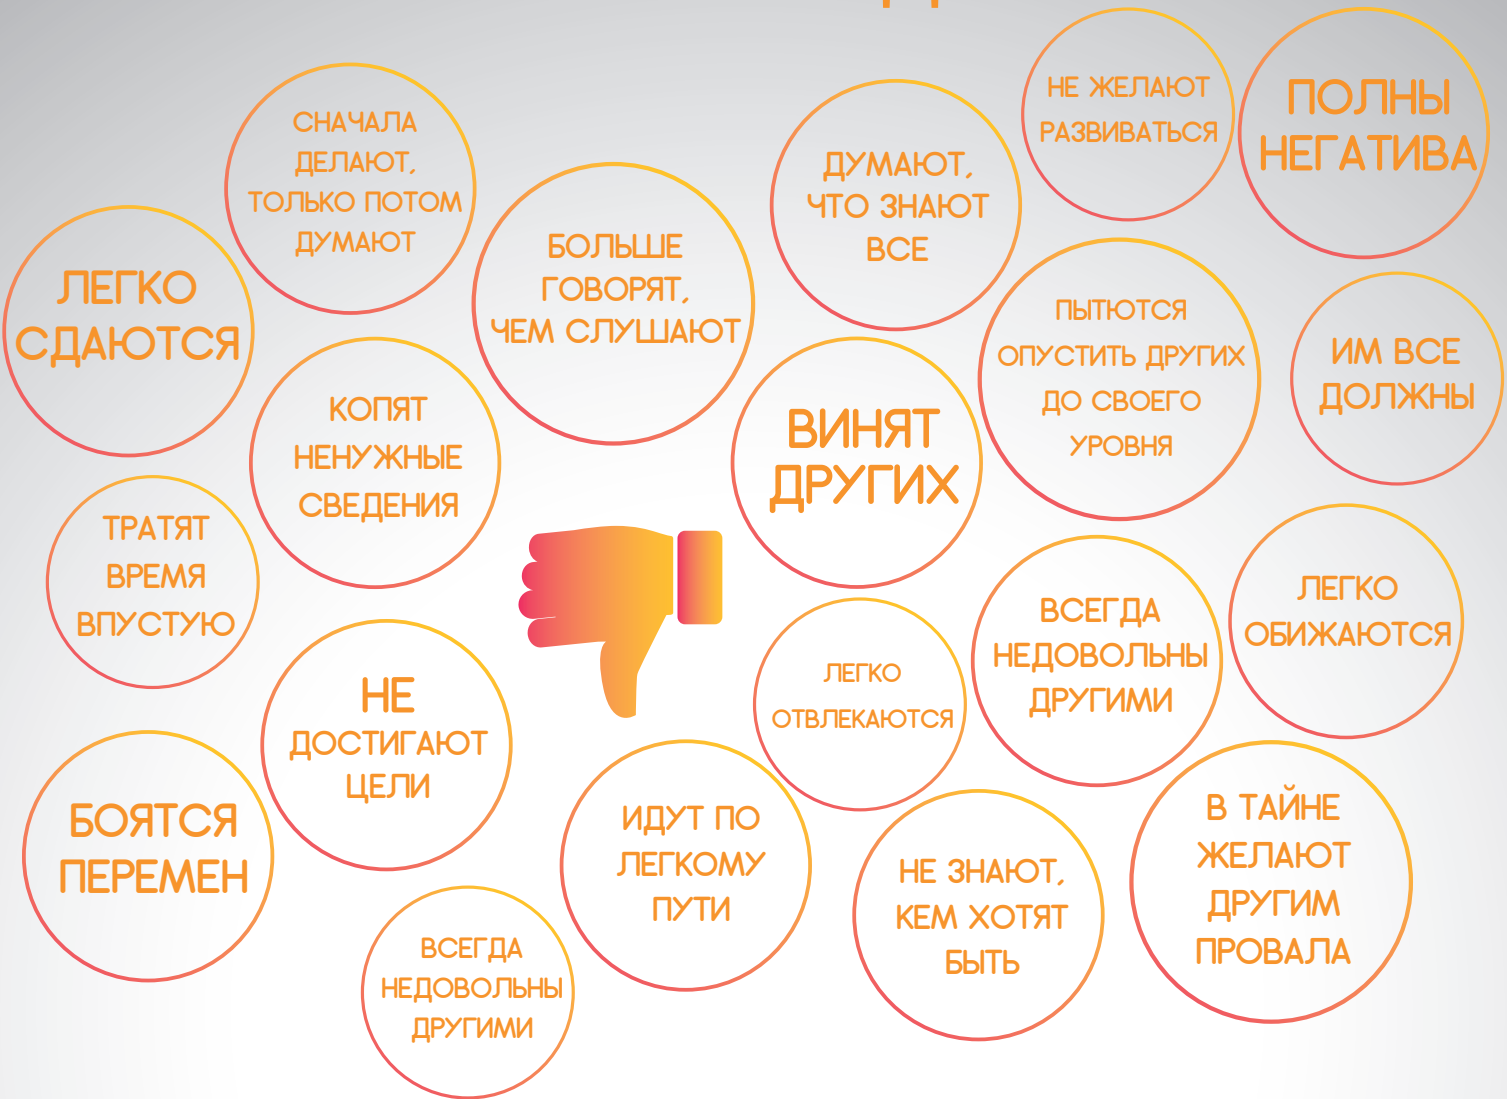 НЕ ЖЕЛАЮТ
РАЗВИВАТЬСЯ
ПОЛНЫ
НЕГАТИВА
СНАЧАЛА
ДЕЛАЮТ,
ТОЛЬКО ПОТОМ
ДУМАЮТ
ДУМАЮТ,
ЧТО ЗНАЮТ
ВСЕ
БОЛЬШЕ
ГОВОРЯТ,
ЧЕМ СЛУШАЮТ
ЛЕГКО
СДАЮТСЯ
ПЫТЮТСЯ
ОПУСТИТЬ ДРУГИХ
ДО СВОЕГО
УРОВНЯ
ИМ ВСЕ
ДОЛЖНЫ
КОПЯТ
НЕНУЖНЫЕ
СВЕДЕНИЯ
ВИНЯТ
ДРУГИХ
ТРАТЯТ
ВРЕМЯ
ВПУСТУЮ
ВСЕГДА
НЕДОВОЛЬНЫ
ДРУГИМИ
ЛЕГКО
ОБИЖАЮТСЯ
ЛЕГКО
ОТВЛЕКАЮТСЯ
НЕ
ДОСТИГАЮТ
ЦЕЛИ
БОЯТСЯ
ПЕРЕМЕН
ИДУТ ПО
ЛЕГКОМУ
ПУТИ
НЕ ЗНАЮТ,
КЕМ ХОТЯТ
БЫТЬ
В ТАЙНЕ
ЖЕЛАЮТ
ДРУГИМ
ПРОВАЛА
ВСЕГДА
НЕДОВОЛЬНЫ
ДРУГИМИ